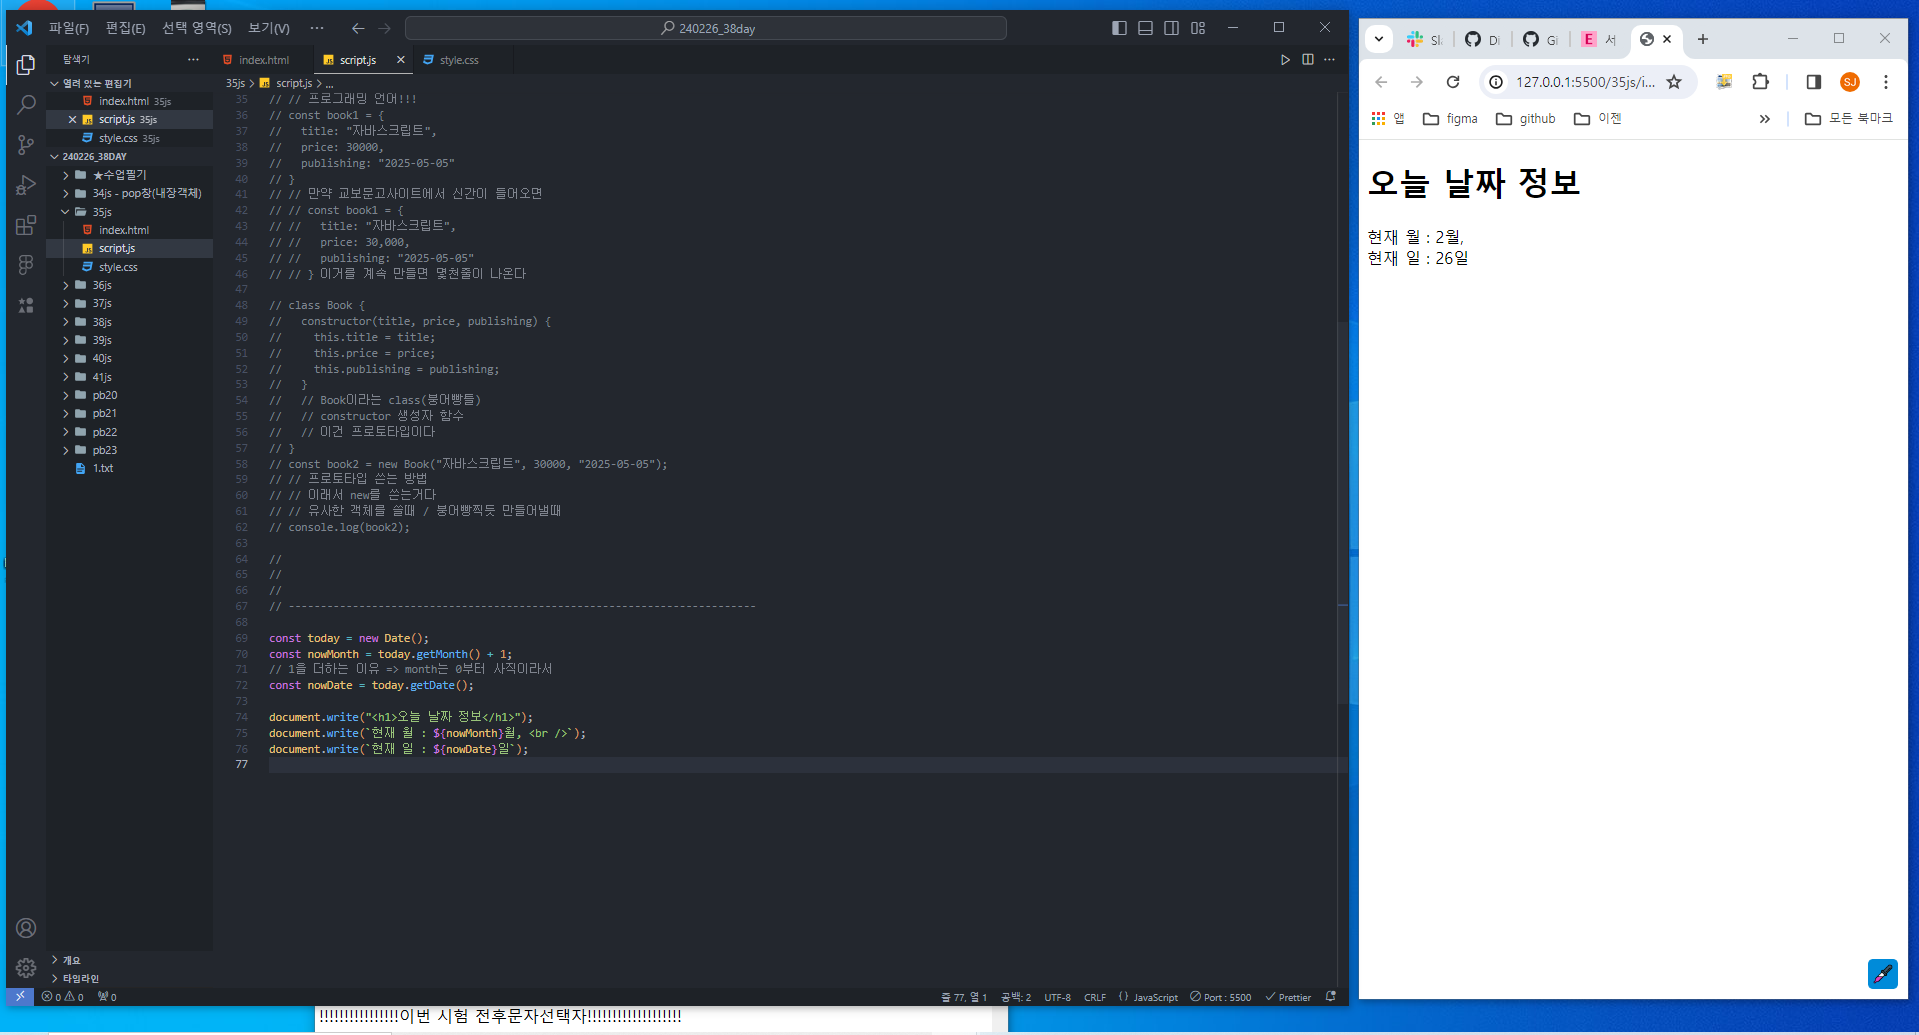 파일(F) 편집(E) 선택 영역(S) 보기(V) ··· 240226_38day
탐색기 ···
열려 있는 편집기
index.html 35js
script.js 35js
style.css 35js
240226_38DAY
★수업필기
34js - pop창(내장객체)
35js
index.html
script.js
style.css
36js
37js
38js
39js
40js
41js
pb20
pb21
pb22
pb23
1.txt
개요
타임라인
index.html script.js style.css
35js > script.js > ...
35 // // 프로그래밍 언어!!!
36 // const book1 = {
37 //   title: "자바스크립트",
38 //   price: 30000,
39 //   publishing: "2025-05-05"
40 // }
41 // // 만약 교보문고사이트에서 신간이 들어오면
42 // // const book1 = {
43 // //   title: "자바스크립트",
44 // //   price: 30,000,
45 // //   publishing: "2025-05-05"
46 // // } 이거를 계속 만들면 몇천줄이 나온다
47
48 // class Book {
49 //   constructor(title, price, publishing) {
50 //     this.title = title;
51 //     this.price = price;
52 //     this.publishing = publishing;
53 //   }
54 //   // Book이라는 class(붕어빵틀)
55 //   // constructor 생성자 함수
56 //   // 이건 프로토타입이다
57 // }
58 // const book2 = new Book("자바스크립트", 30000, "2025-05-05");
59 // // 프로토타입 쓰는 방법
60 // // 이래서 new를 쓴는거다
61 // // 유사한 객체를 쓸때 / 붕어빵찍듯 만들어낼때
62 // console.log(book2);
63
64 //
65 //
66 //
67 // -------------------------------------------------------------------------
68
69 const today = new Date();
70 const nowMonth = today.getMonth() + 1;
71 // 1을 더하는 이유 => month는 0부터 사직이라서
72 const nowDate = today.getDate();
73
74 document.write("<h1>오늘 날짜 정보</h1>");
75 document.write(`현재 월 : ${nowMonth}월, <br />`);
76 document.write(`현재 일 : ${nowDate}일`);
77
0 0 0 줄 77, 열 1 공백: 2 UTF-8 CRLF {} JavaScript Port : 5500 Prettier
!!!!!!!!!!!!!!!!이번 시험 전후문자선택자!!!!!!!!!!!!!!!!!!!
Sl Di Gi E 서
127.0.0.1:5500/35js/i... SJ
앱 figma github 이젠 » 모든 북마크
오늘 날짜 정보
현재 월 : 2월,
현재 일 : 26일